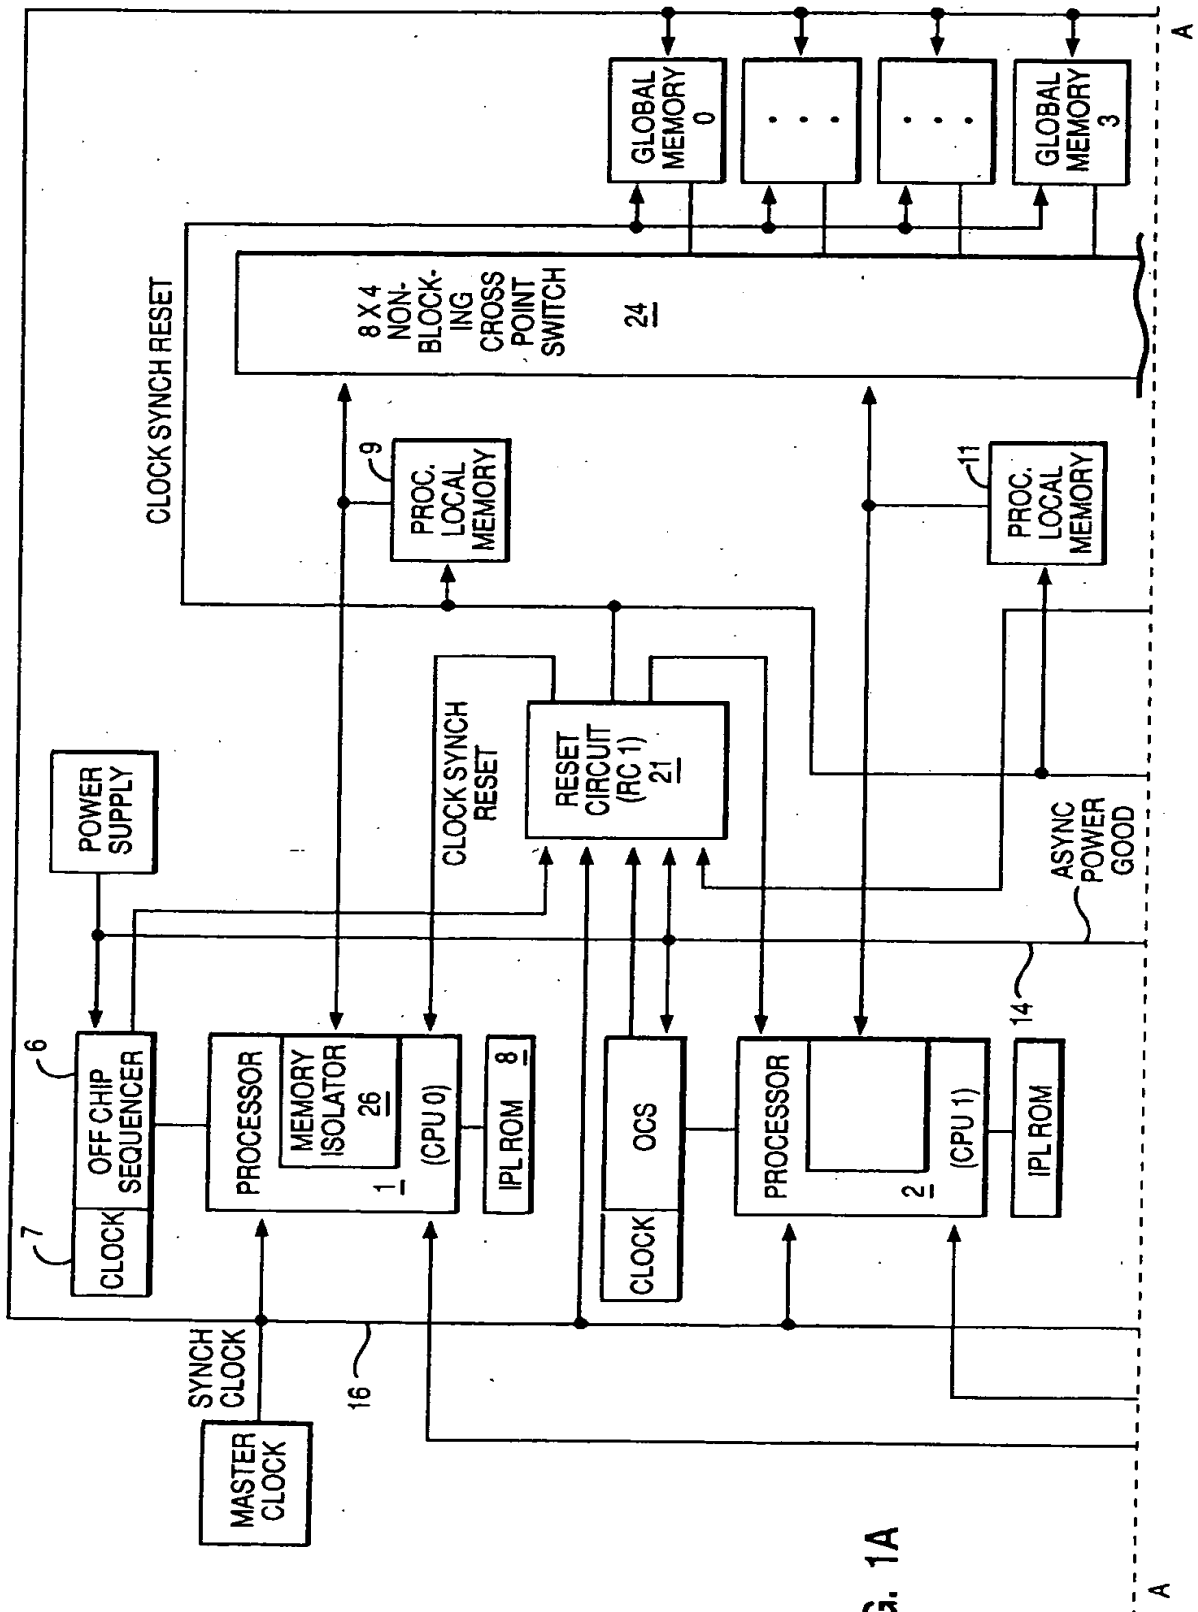 A
GLOBAL
MEMORY
0
GLOBAL
MEMORY
3
CLOCK SYNCH RESET
8 X 4
NON-
BLOCK-
ING
CROSS
POINT
SWITCH
24
9
PROC.
LOCAL
MEMORY
11
PROC.
LOCAL
MEMORY
POWER
SUPPLY
CLOCK SYNCH
RESET
RESET
CIRCUIT
(RC 1)
21
ASYNC
POWER
GOOD
14
6
OFF CHIP
SEQUENCER
7
CLOCK
PROCESSOR
MEMORY
ISOLATOR
26
1
(CPU 0)
IPL ROM 8
OCS
CLOCK
PROCESSOR
2
(CPU 1)
IPL ROM
SYNCH
CLOCK
16
MASTER
CLOCK
G. 1A
A